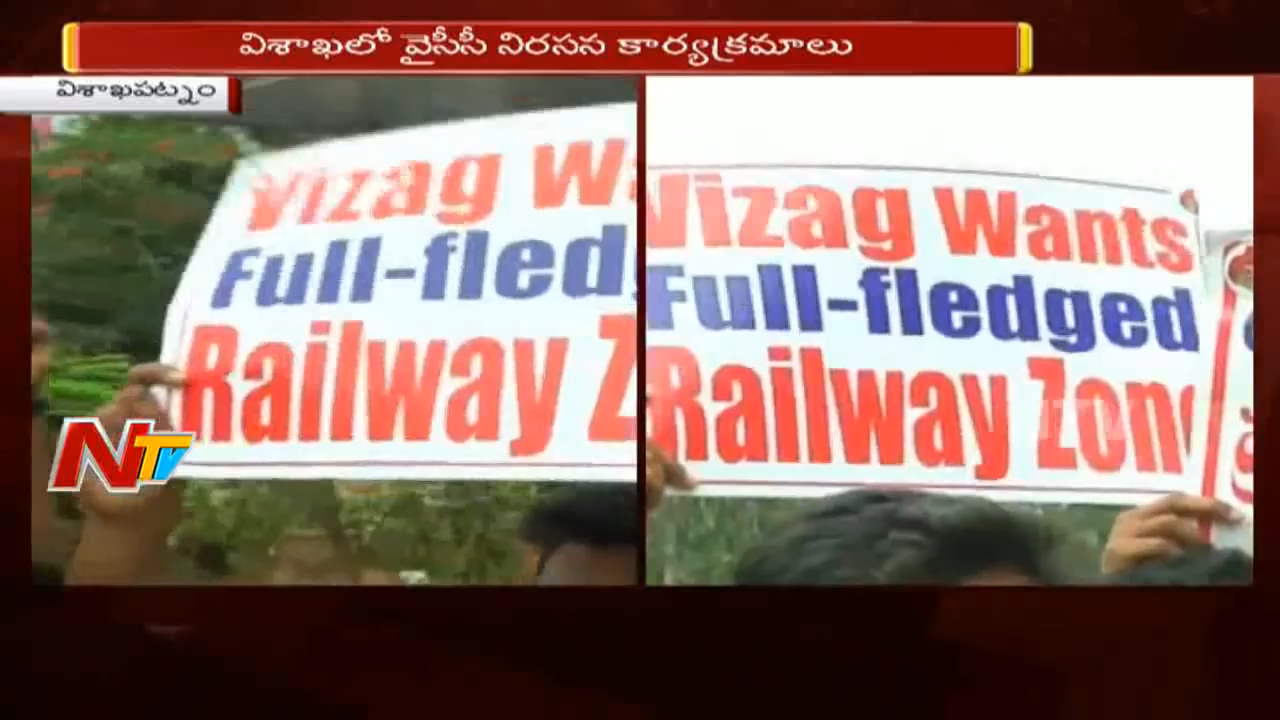 విశాఖలో వైసీసీ నిరసన కార్యక్రమాలు
విశాఖపట్నం
Vizag W
Full-fled
Railway Z
NTV
Vizag Wants
Full-fledged
Railway Zon